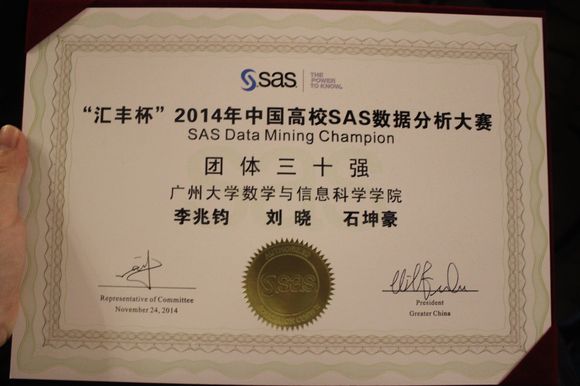 sas THE POWER TO KNOW.
“汇丰杯”2014年中国高校SAS数据分析大赛
SAS Data Mining Champion
团体三十强
广州大学数学与信息科学学院
李兆钧 刘晓 石坤豪
sas
Representative of Committee
November 24, 2014
President
Greater China